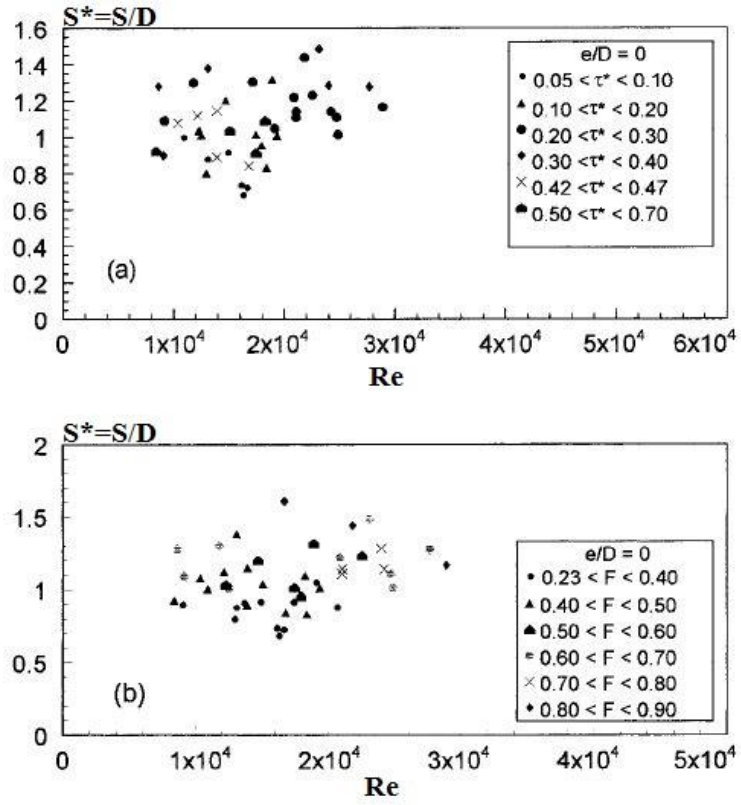 S*=S/D
1.6
1.4
1.2
1
0.8
0.6
0.4
0.2
0
(a)
e/D = 0
0.05 <τ* < 0.10
0.10 <τ* < 0.20
0.20 <τ* < 0.30
0.30 <τ* < 0.40
0.42 <τ* < 0.47
0.50 <τ* < 0.70
0 1x10⁴ 2x10⁴ 3x10⁴ 4x10⁴ 5x10⁴ 6x10⁴
Re
S*=S/D
2
1.5
1
0.5
0
(b)
e/D = 0
0.23 < F < 0.40
0.40 < F < 0.50
0.50 < F < 0.60
0.60 < F < 0.70
0.70 < F < 0.80
0.80 < F < 0.90
0 1x10⁴ 2x10⁴ 3x10⁴ 4x10⁴ 5x10⁴
Re